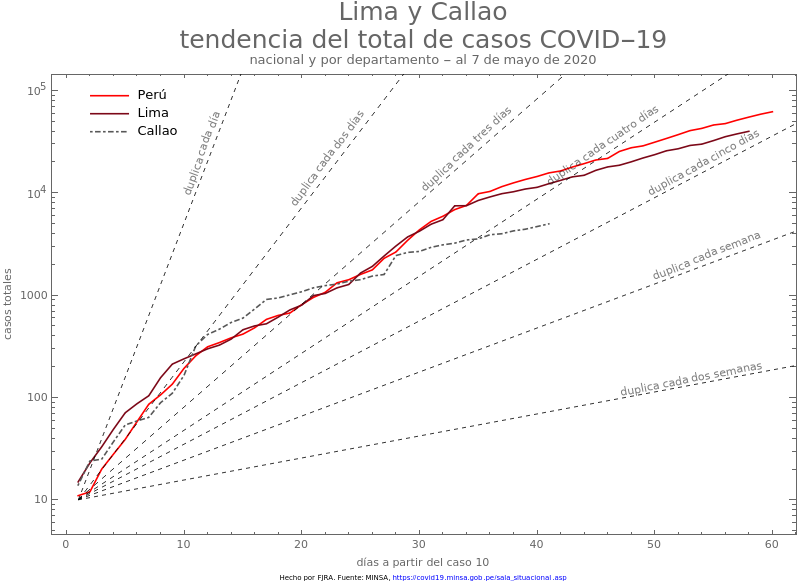 Lima y Callao
tendencia del total de casos COVID–19
nacional y por departamento – al 7 de mayo de 2020
10^5
Perú
Lima
Callao
duplica cada día
duplica cada dos días
duplica cada tres días
duplica cada cuatro días
duplica cada cinco días
10^4
duplica cada semana
1000
casos totales
duplica cada dos semanas
100
10
0 10 20 30 40 50 60
días a partir del caso 10
Hecho por FJRA. Fuente: MINSA, https://covid19.minsa.gob.pe/sala_situacional.asp